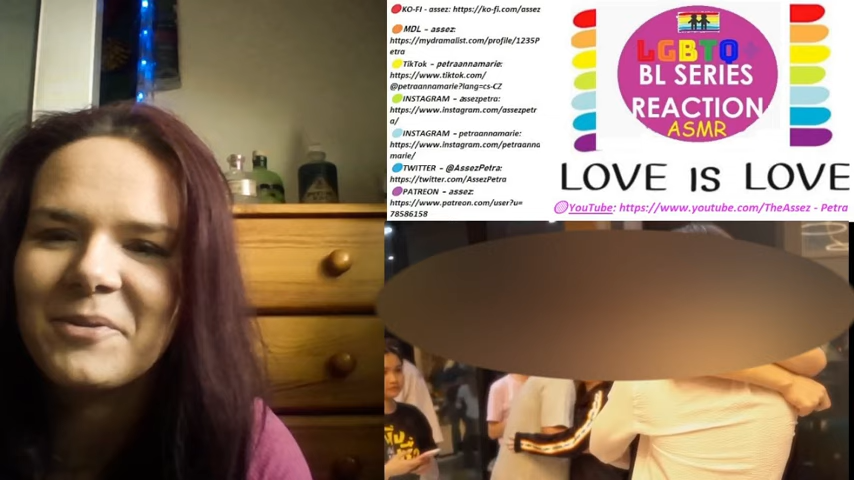 KO-FI - assez: https://ko-fi.com/assez
MDL - assez:
https://mydramalist.com/profile/1235P
etra
TikTok - petraannamarie:
https://www.tiktok.com/
@petraannamarie?lang=cs-CZ
INSTAGRAM - assezpetra:
https://www.instagram.com/assezpetr
a/
INSTAGRAM - petraannamarie:
https://www.instagram.com/petraanna
marie/
TWITTER - @AssezPetra:
https://twitter.com/AssezPetra
PATREON - assez:
https://www.patreon.com/user?u=
78586158
LGBTQ+
BL SERIES
REACTION
ASMR
LOVE IS LOVE
YouTube: https://www.youtube.com/TheAssez - Petra